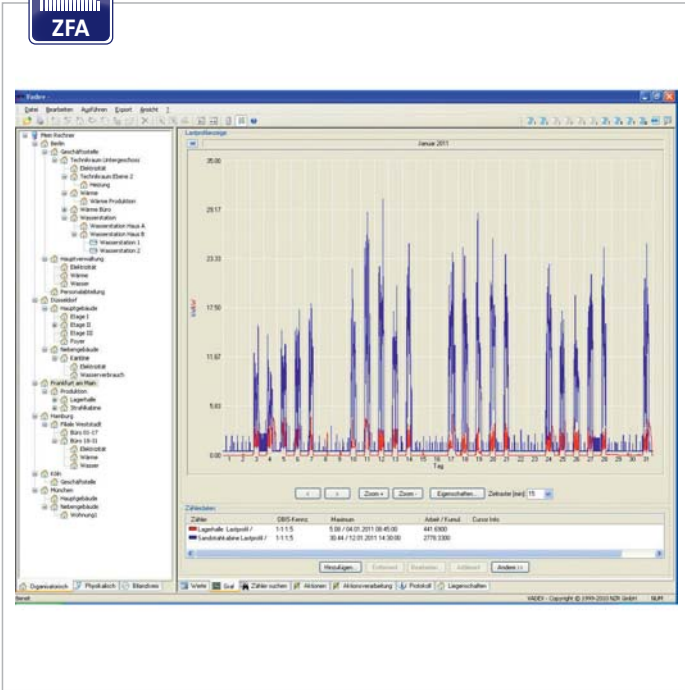 ZFA
Vadev -
Datei Bearbeiten Ausführen Export Ansicht ?
Mein Rechner
Berlin
Geschäftsstelle
Technikraum Untergeschoss
Elektrizität
Technikraum Ebene 2
Heizung
Wärme
Wärme Produktion
Wärme Büro
Wasserstation
Wasserstation Haus A
Wasserstation Haus B
Wasserstation 1
Wasserstation 2
Hauptverwaltung
Elektrizität
Wärme
Wasser
Personalabteilung
Düsseldorf
Hauptgebäude
Etage I
Etage II
Etage III
Foyer
Nebengebäude
Kantine
Elektrizität
Wasserverbrauch
Frankfurt am Main
Produktion
Lagerhalle
Strahlkabine
Hamburg
Filiale Weststadt
Büro 01-17
Büro 18-31
Elektrizität
Wärme
Wasser
Köln
Geschäftsstelle
München
Hauptgebäude
Nebengebäude
Wohnung1
Organisatorisch Physikalisch Bilanzkreis
Lastprofilanzeige
Januar 2011
35.00
29.17
23.33
17.50
11.67
5.83
0.00
1 2 3 4 5 6 7 8 9 10 11 12 13 14 15 16 17 18 19 20 21 22 23 24 25 26 27 28 29 30 31
Tag
< > Zoom + Zoom - Eigenschaften... Zeitraster [min]: 15
Zählerdaten
Zähler OBIS-Kennz. Maximum Arbeit / Kumul. Cursor Info
Lagerhalle: Lastprofil / 1-1:1.5 5.08 / 04.01.2011 08:45:00 441.6900
Sandstrahlkabine Lastprofil / 1-1:1.5 30.44 / 12.01.2011 14:30:00 2778.3300
Hinzufügen... Entfernen Bearbeiten... Addieren! Andere >>
Werte Graf Zähler suchen Aktionen Aktionsverarbeitung Protokoll Liegenschaften
Bereit VADEV - Copyright © 1999-2010 NZR GmbH NUM